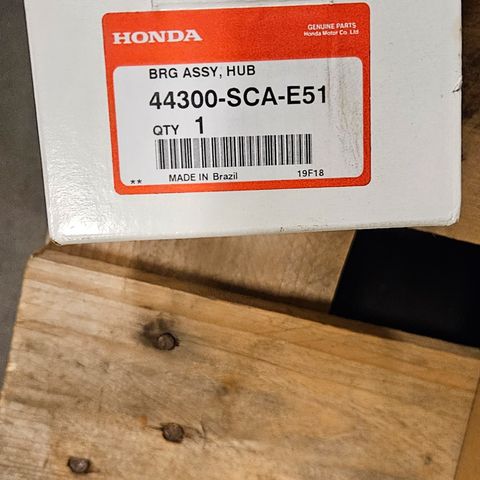 HONDA
GENUINE PARTS
Honda Motor Co. Ltd
BRG ASSY, HUB
44300-SCA-E51
QTY 1
** MADE IN Brazil 19F18